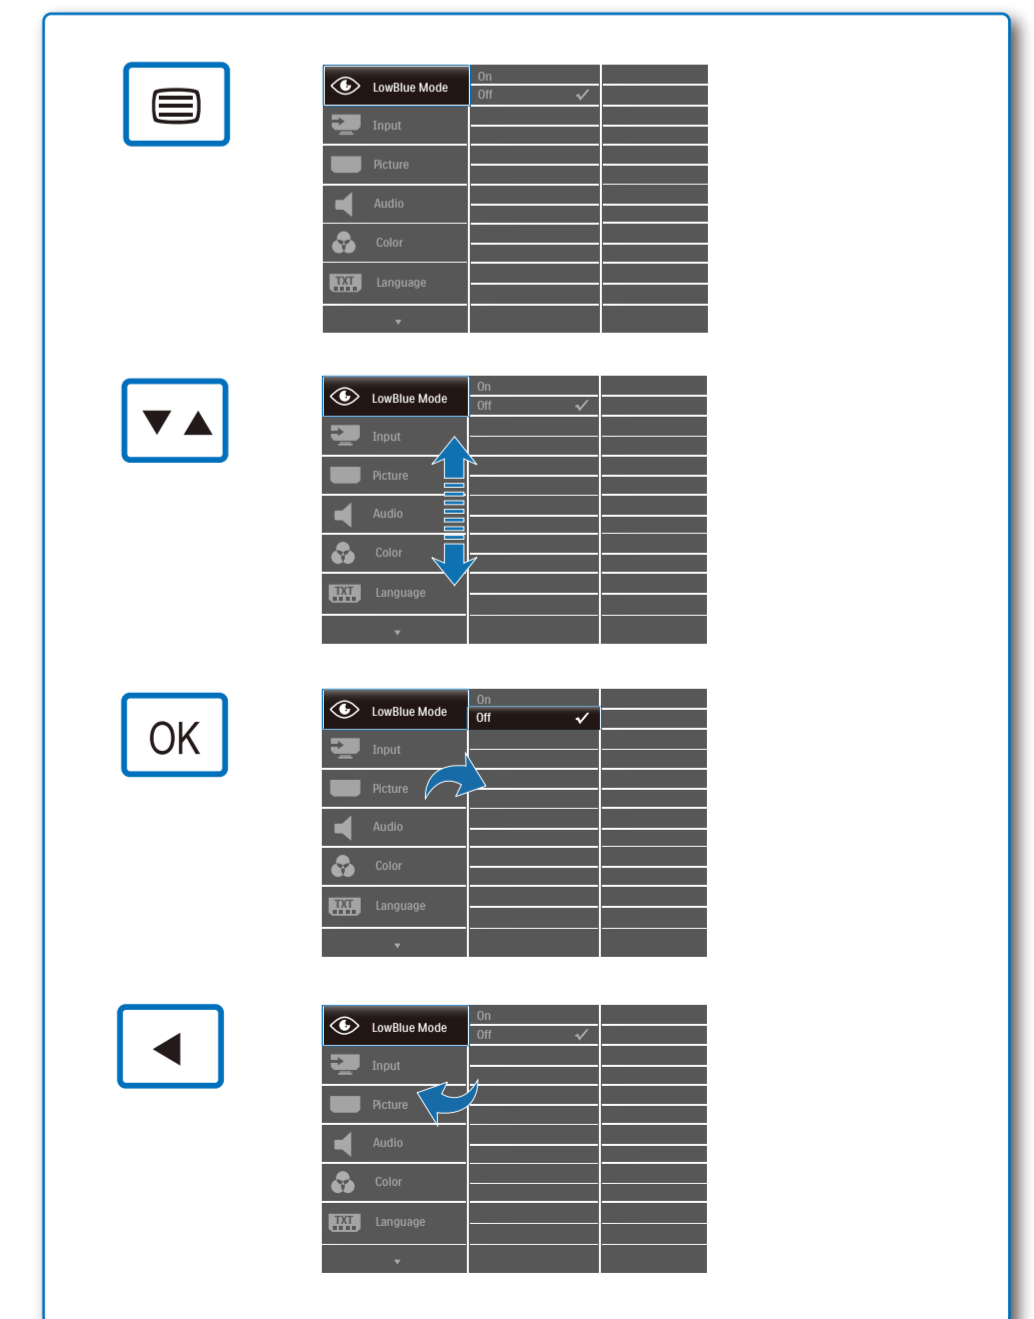 LowBlue Mode
On
Off
Input
Picture
Audio
Color
TXT
Language
LowBlue Mode
On
Off
Input
Picture
Audio
Color
TXT
Language
OK
LowBlue Mode
On
Off
Input
Picture
Audio
Color
TXT
Language
LowBlue Mode
On
Off
Input
Picture
Audio
Color
TXT
Language